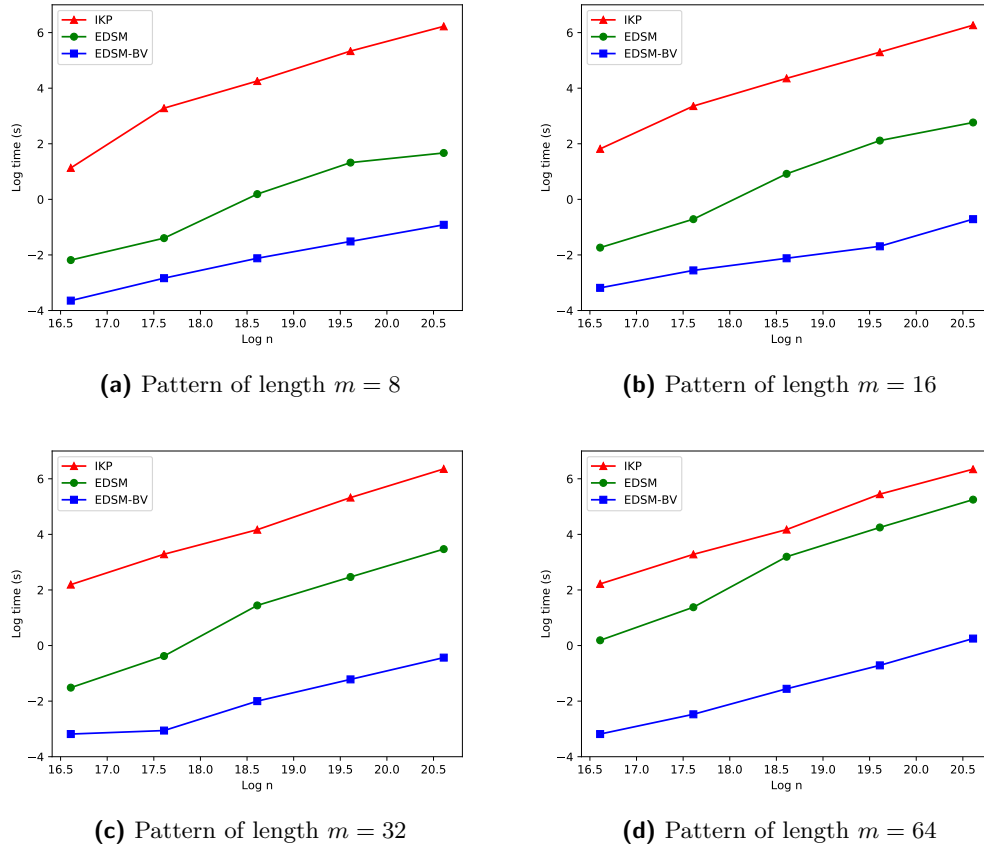 IKP
EDSM
EDSM-BV
Log time (s)
6
4
2
0
−2
−4
16.5 17.0 17.5 18.0 18.5 19.0 19.5 20.0 20.5
Log n
(a) Pattern of length m = 8
IKP
EDSM
EDSM-BV
Log time (s)
6
4
2
0
−2
−4
16.5 17.0 17.5 18.0 18.5 19.0 19.5 20.0 20.5
Log n
(b) Pattern of length m = 16
IKP
EDSM
EDSM-BV
Log time (s)
6
4
2
0
−2
−4
16.5 17.0 17.5 18.0 18.5 19.0 19.5 20.0 20.5
Log n
(c) Pattern of length m = 32
IKP
EDSM
EDSM-BV
Log time (s)
6
4
2
0
−2
−4
16.5 17.0 17.5 18.0 18.5 19.0 19.5 20.0 20.5
Log n
(d) Pattern of length m = 64